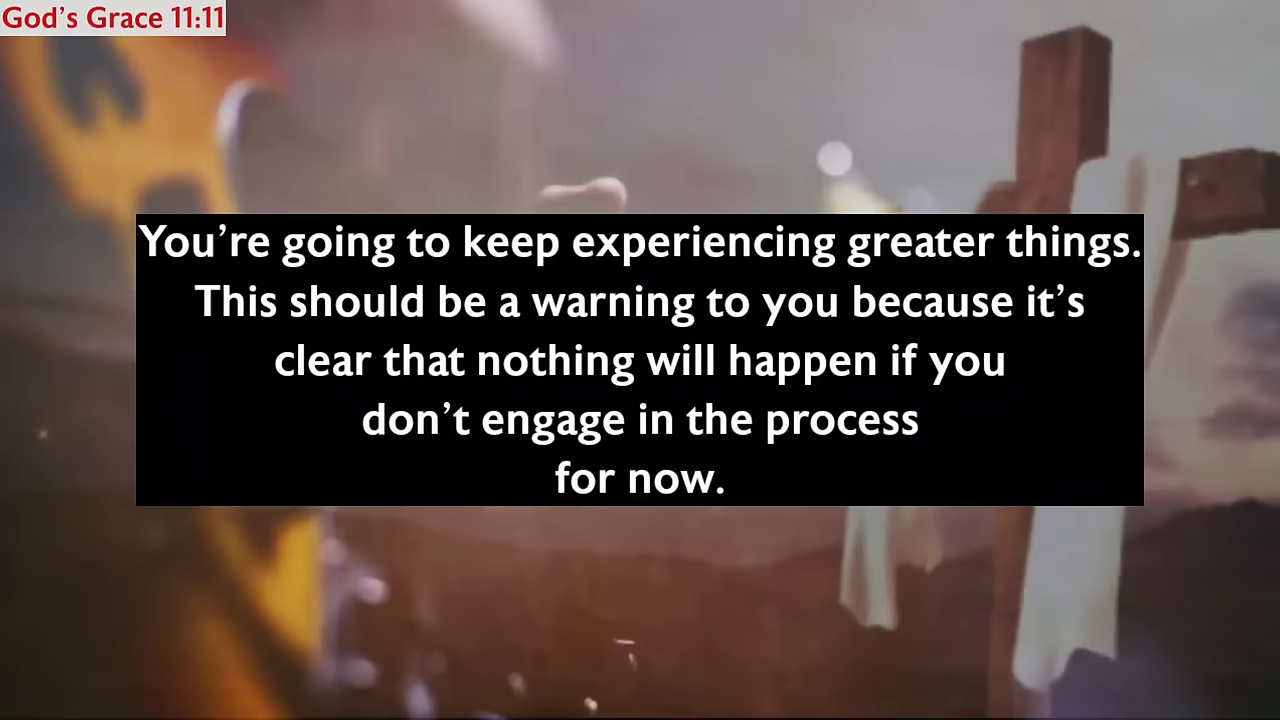 God’s Grace 11:11
You’re going to keep experiencing greater things.
This should be a warning to you because it’s
clear that nothing will happen if you
don’t engage in the process
for now.